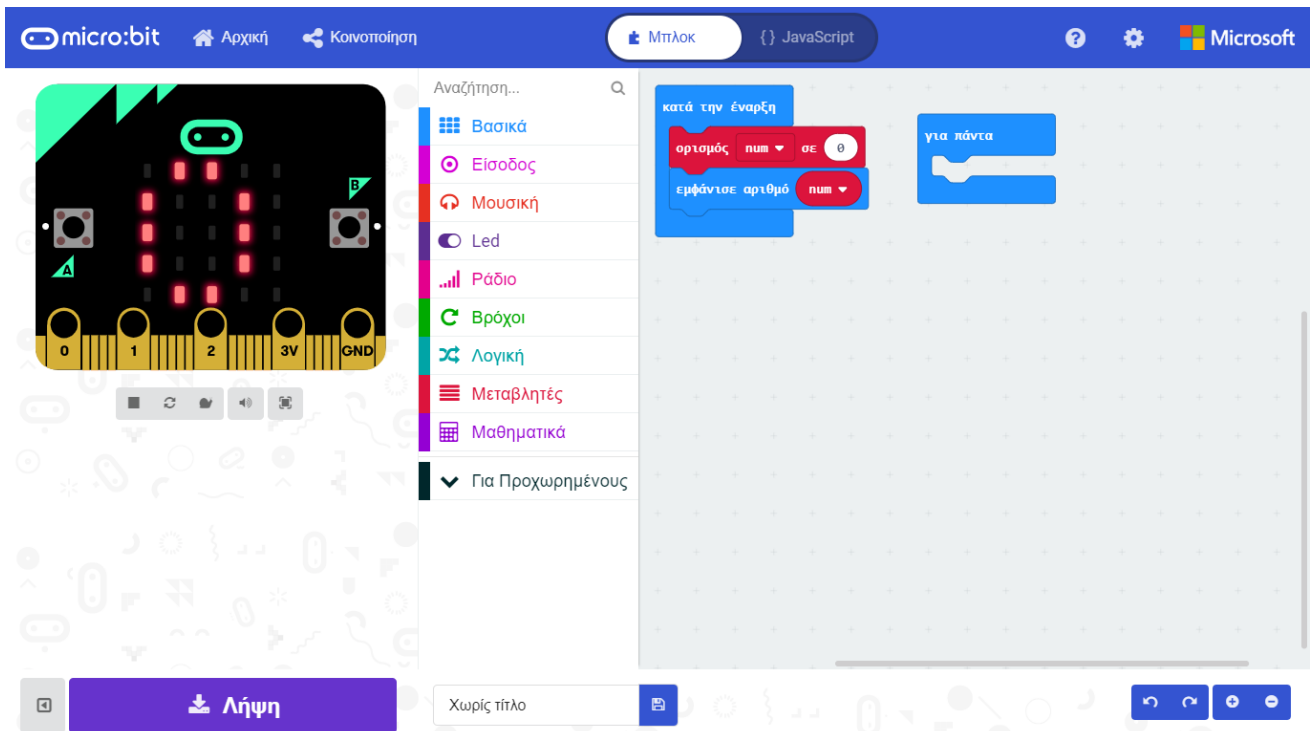 micro:bit
Αρχική
Κοινοποίηση
Μπλοκ
{} JavaScript
Microsoft
A
B
0 1 2 3V GND
Αναζήτηση...
Βασικά
Είσοδος
Μουσική
Led
Ράδιο
Βρόχοι
Λογική
Μεταβλητές
Μαθηματικά
Για Προχωρημένους
κατά την έναρξη
ορισμός num σε 0
εμφάνισε αριθμό num
για πάντα
Λήψη
Χωρίς τίτλο